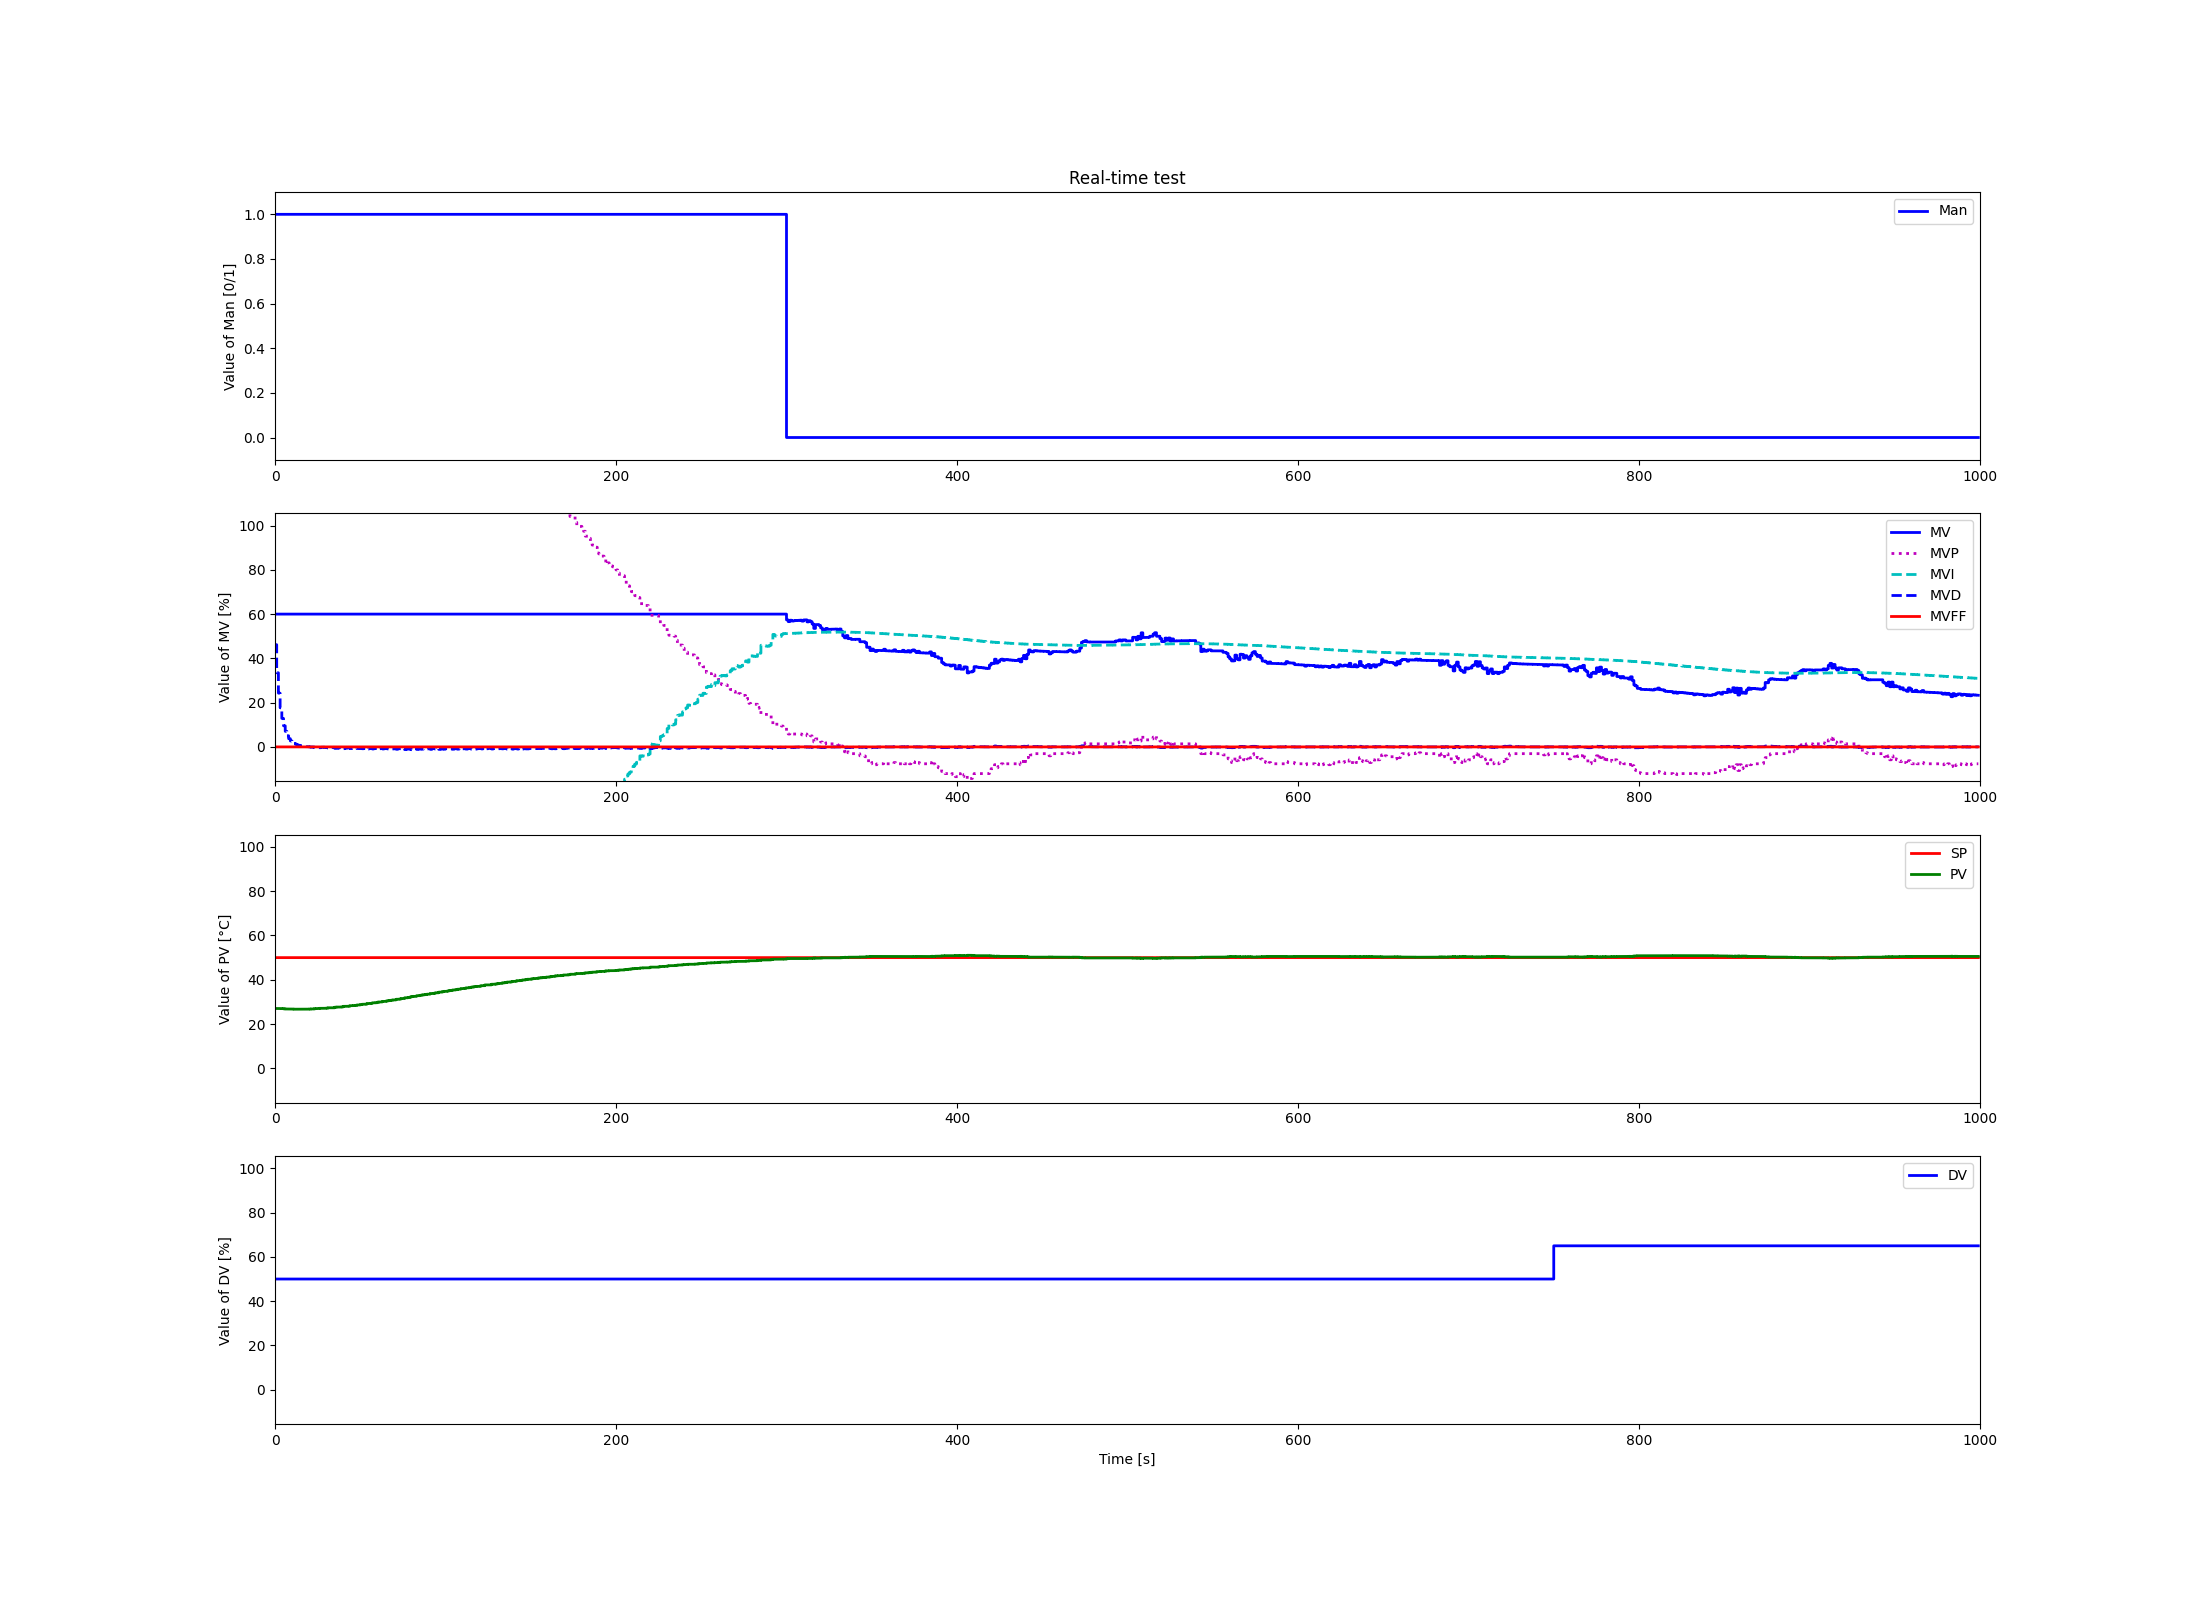 Real-time test
Value of Man [0/1]
1.0
0.8
0.6
0.4
0.2
0.0
Man
0 200 400 600 800 1000
Value of MV [%]
100
80
60
40
20
0
MV
MVP
MVI
MVD
MVFF
0 200 400 600 800 1000
Value of PV [°C]
100
80
60
40
20
0
SP
PV
0 200 400 600 800 1000
Value of DV [%]
100
80
60
40
20
0
DV
0 200 400 600 800 1000
Time [s]